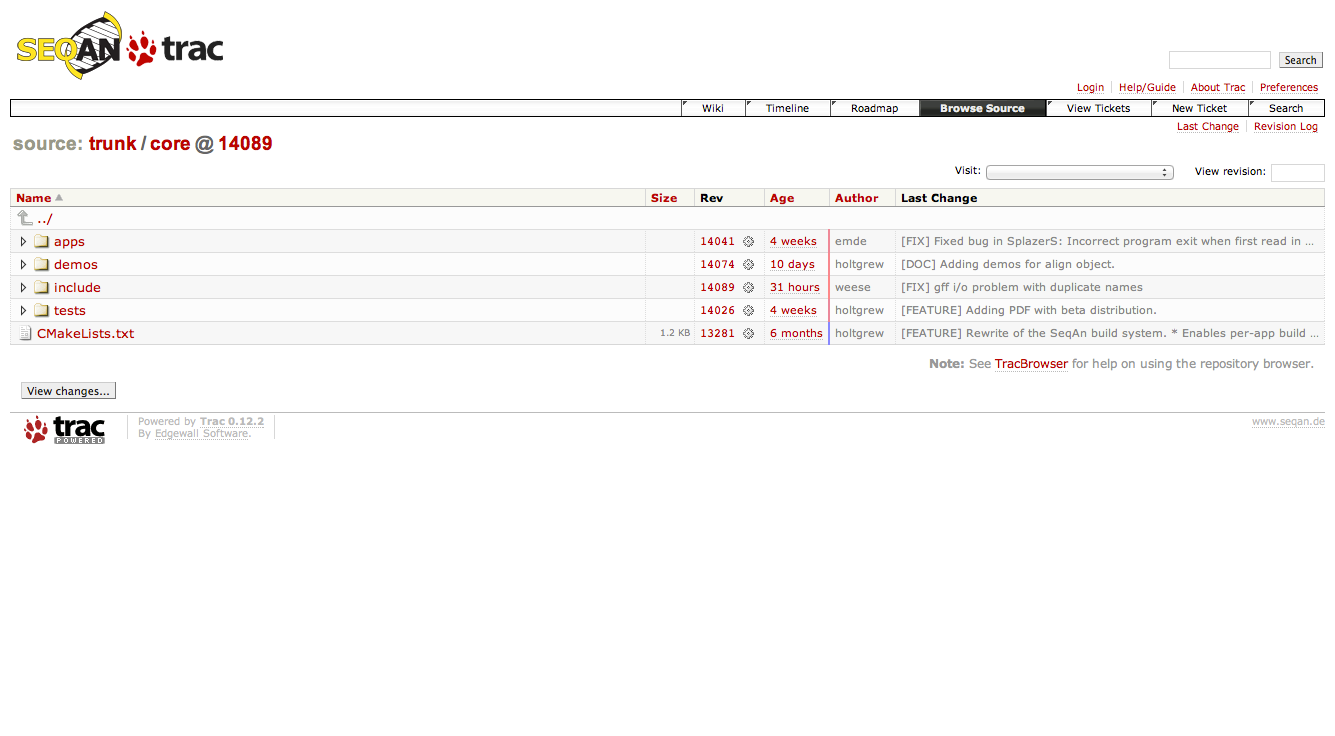 SEQAN trac
Search
Login Help/Guide About Trac Preferences
Wiki Timeline Roadmap Browse Source View Tickets New Ticket Search
Last Change Revision Log
source: trunk / core @ 14089
Visit: View revision:
Name Size Rev Age Author Last Change
../
apps 14041 4 weeks emde [FIX] Fixed bug in SplazerS: Incorrect program exit when first read in ...
demos 14074 10 days holtgrew [DOC] Adding demos for align object.
include 14089 31 hours weese [FIX] gff i/o problem with duplicate names
tests 14026 4 weeks holtgrew [FEATURE] Adding PDF with beta distribution.
CMakeLists.txt 1.2 KB 13281 6 months holtgrew [FEATURE] Rewrite of the SeqAn build system. * Enables per-app build ...
Note: See TracBrowser for help on using the repository browser.
View changes...
trac POWERED
Powered by Trac 0.12.2
By Edgewall Software.
www.seqan.de